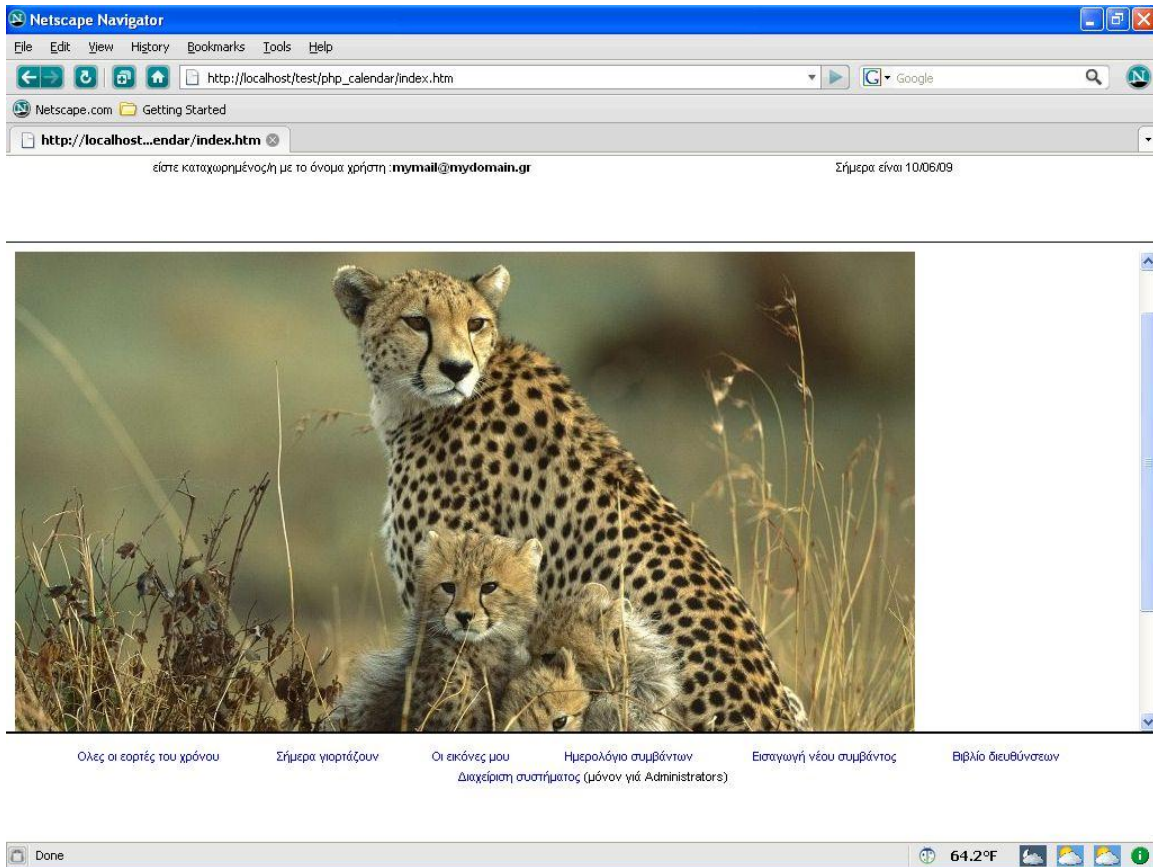 Netscape Navigator
File Edit View History Bookmarks Tools Help
http://localhost/test/php_calendar/index.htm G Google
Netscape.com Getting Started
http://localhost...endar/index.htm
είστε καταχωρημένος/η με το όνομα χρήστη :mymail@mydomain.gr Σήμερα είναι 10/06/09
Ολες οι εορτές του χρόνου Σήμερα γιορτάζουν Οι εικόνες μου Ημερολόγιο συμβάντων Εισαγωγή νέου συμβάντος Βιβλίο διευθύνσεων
Διαχείριση συστήματος (μόνον γιά Administrators)
Done 64.2°F